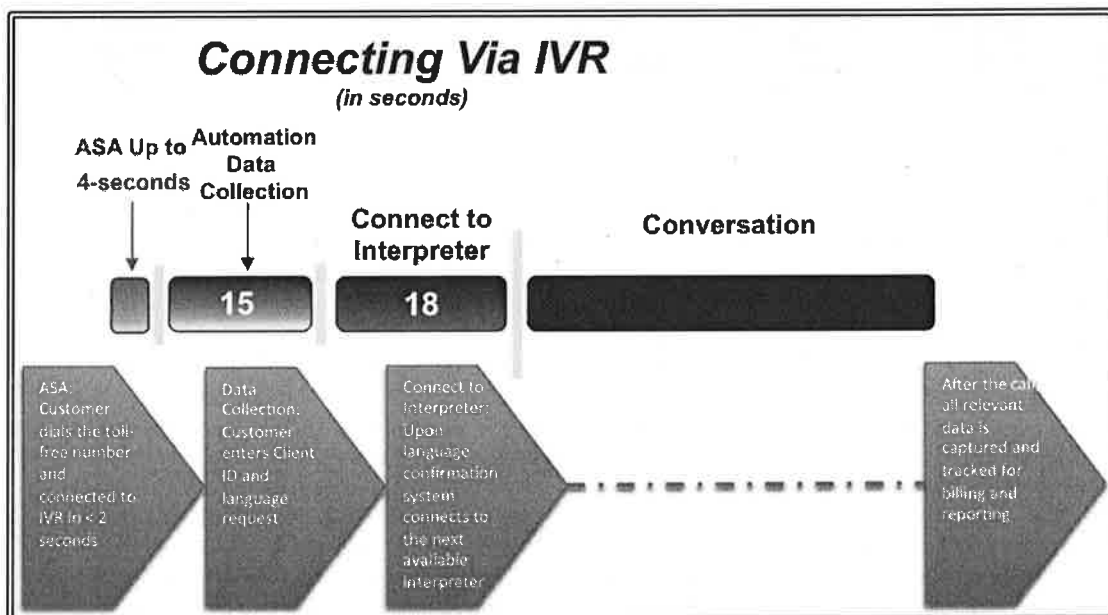 Connecting Via IVR
(in seconds)
ASA Up to
4-seconds
Automation
Data
Collection
Connect to
Interpreter
Conversation
15
18
ASA:
Customer
dials the toll-
free number
and
connected to
IVR in < 2
seconds
Data
Collection:
Customer
enters Client
ID and
language
request
Connect to
Interpreter:
Upon
language
confirmation
system
connects to
the next
available
Interpreter
After the call
all relevant
data is
captured and
tracked for
billing and
reporting